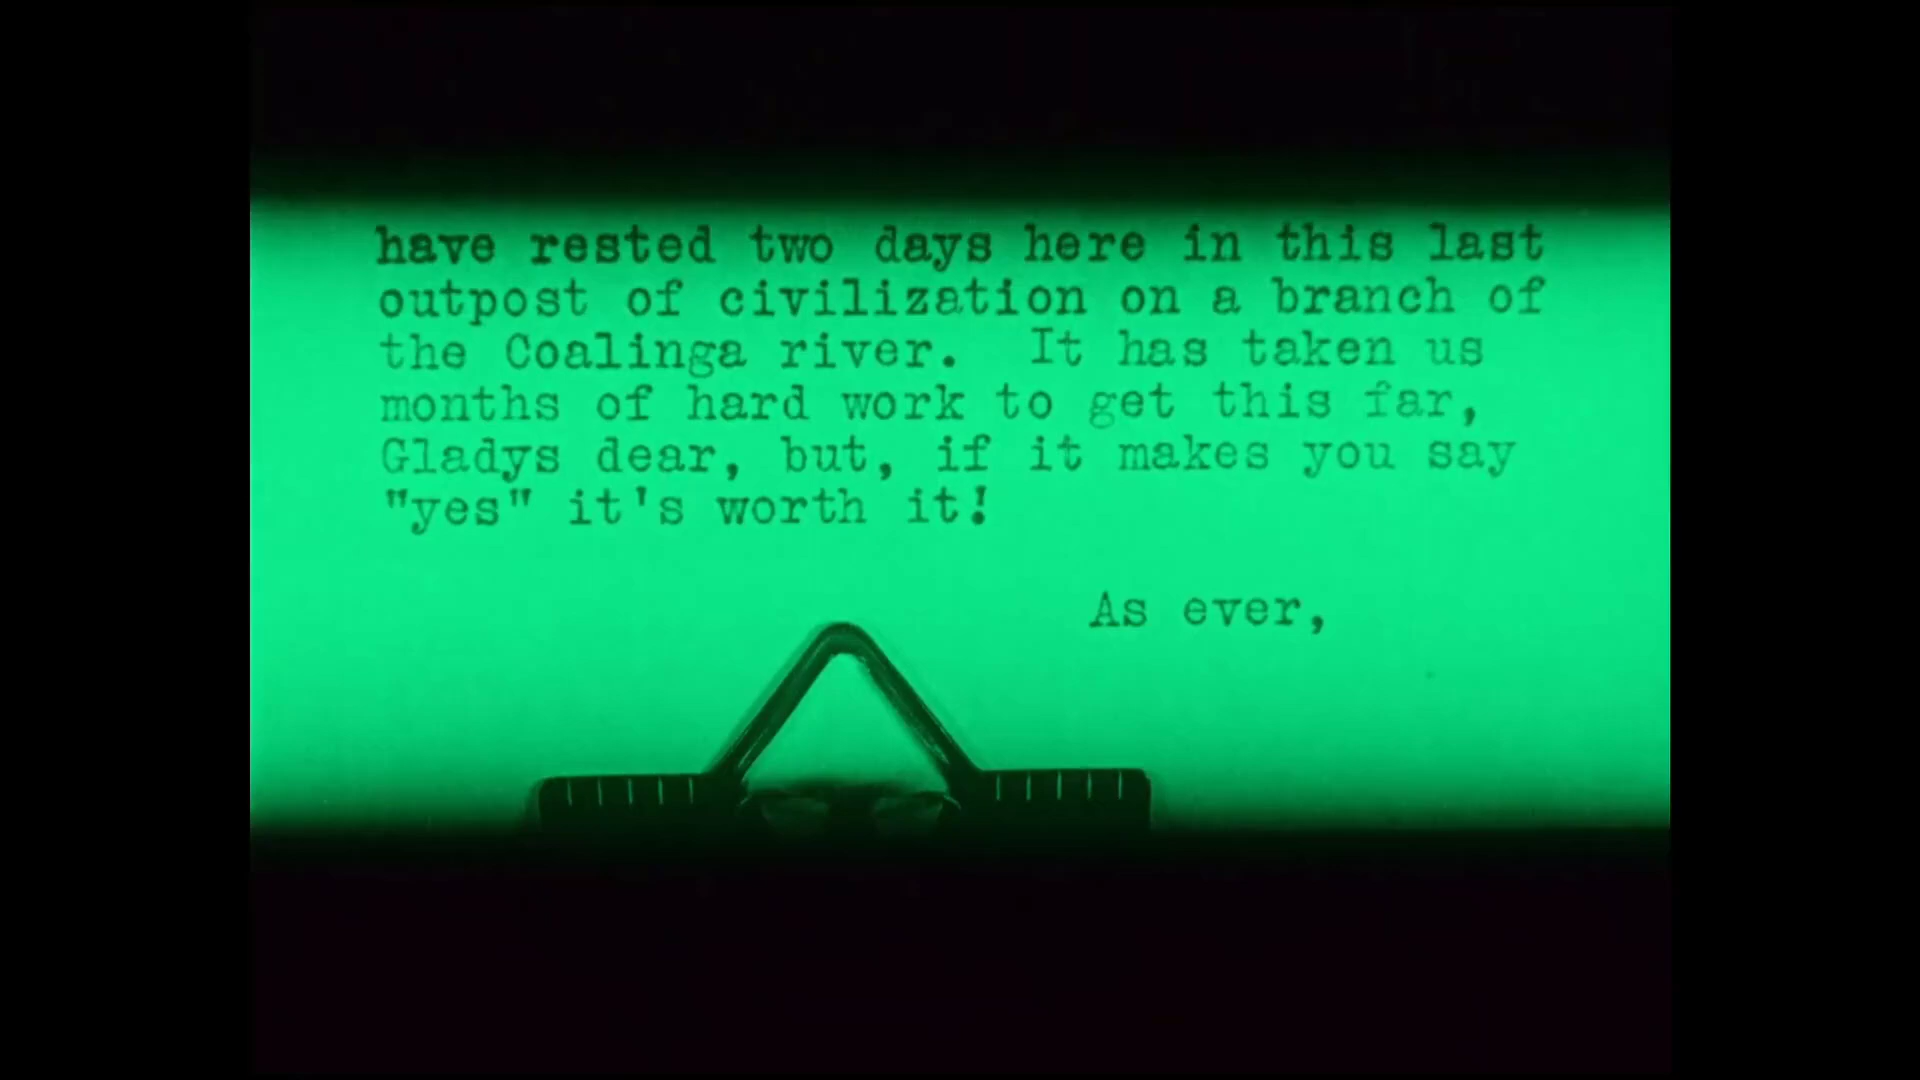 have rested two days here in this last
outpost of civilization on a branch of
the Coalinga river.  It has taken us
months of hard work to get this far,
Gladys dear, but, if it makes you say
"yes" it's worth it!
As ever,